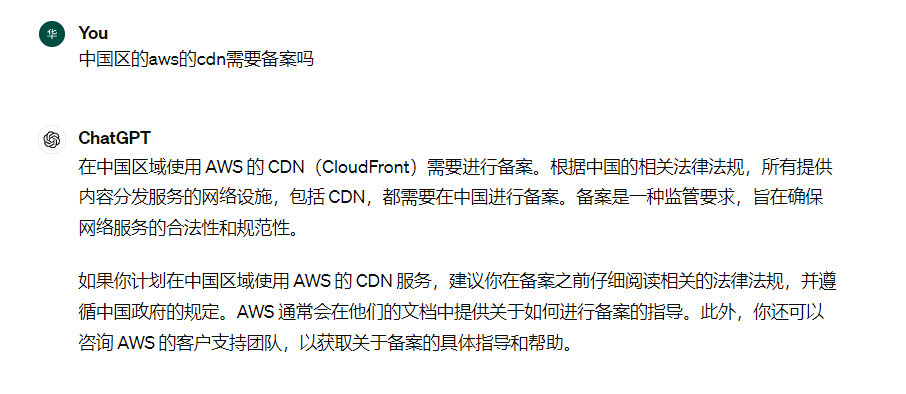 华 You
中国区的aws的cdn需要备案吗
ChatGPT
在中国区域使用 AWS 的 CDN（CloudFront）需要进行备案。根据中国的相关法律法规，所有提供
内容分发服务的网络设施，包括 CDN，都需要在中国进行备案。备案是一种监管要求，旨在确保
网络服务的合法性和规范性。
如果你计划在中国区域使用 AWS 的 CDN 服务，建议你在备案之前仔细阅读相关的法律法规，并遵
循中国政府的规定。AWS 通常会在他们的文档中提供关于如何进行备案的指导。此外，你还可以
咨询 AWS 的客户支持团队，以获取关于备案的具体指导和帮助。